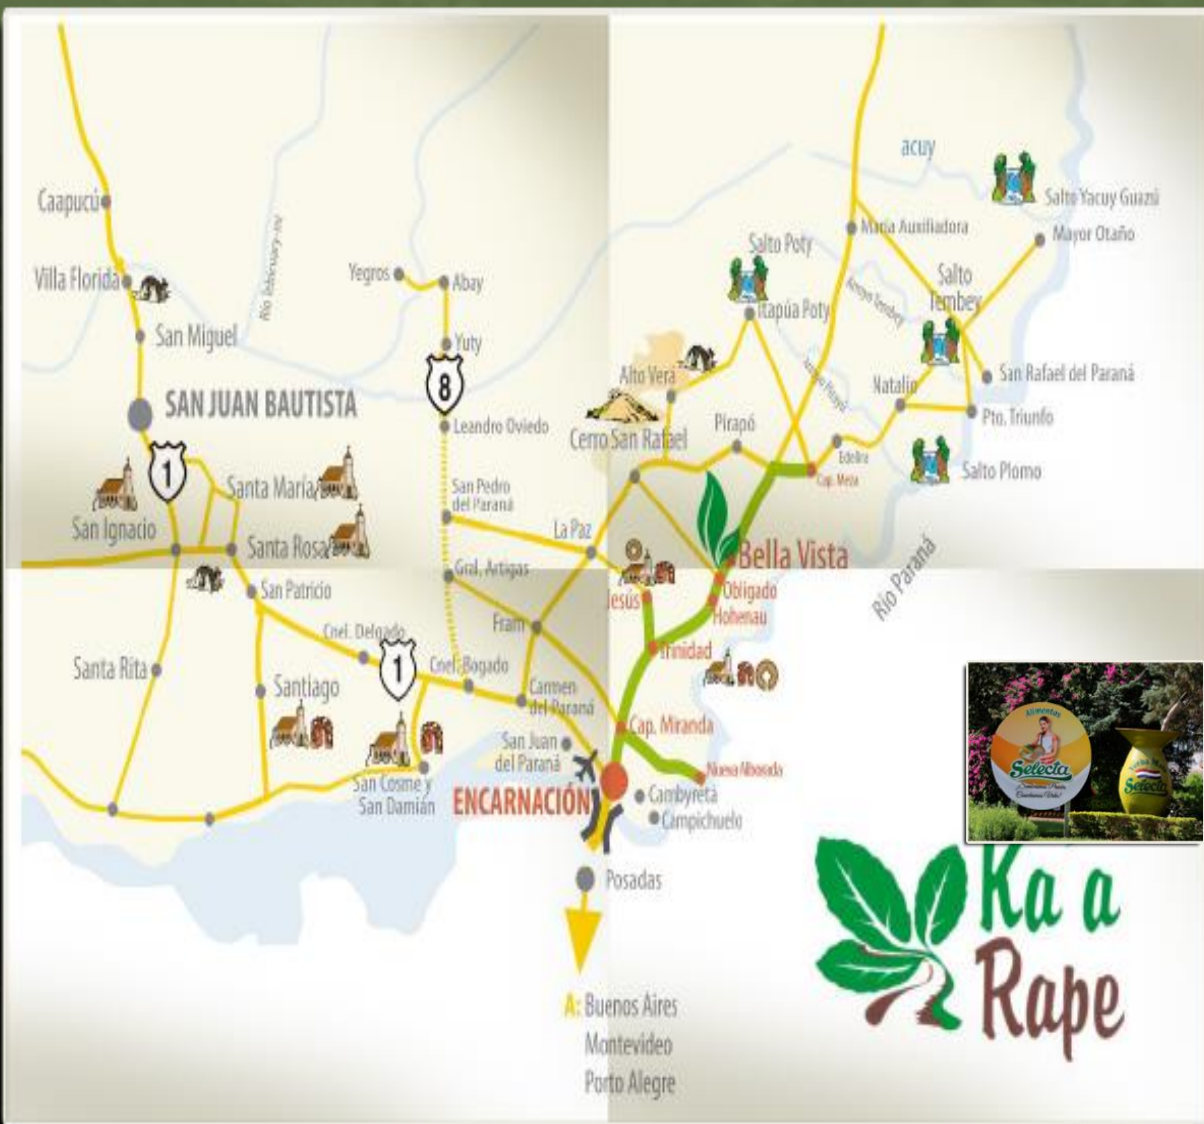 acuy
Salto Yacuy Guazú
Caapucú
María Auxiliadora
Mayor Otaño
Salto Poty
Villa Florida
Yegros
Abay
Salto
Tembey
Arroyo Tembey
Itapúa Poty
San Miguel
Yuty
8
Alto Verá
Natalio
San Rafael del Paraná
SAN JUAN BAUTISTA
Leandro Oviedo
Cerro San Rafael
Pirapó
Pto. Triunfo
1
Edelira
Salto Plomo
Cap. Meza
Santa María
San Pedro
del Paraná
San Ignacio
La Paz
Santa Rosa
Bella Vista
Río Paraná
Gral. Artigas
San Patricio
Obligado
Jesús
Hohenau
Fram
Cnel. Delgado
Trinidad
1
Cnel. Bogado
Santa Rita
Santiago
Carmen
del Paraná
Cap. Miranda
San Juan
del Paraná
San Cosme y
San Damián
ENCARNACIÓN
Cambyretá
Campichuelo
Alimentos
Selecta
Selecta
Posadas
Ka'a
Rape
A: Buenos Aires
Montevideo
Porto Alegre